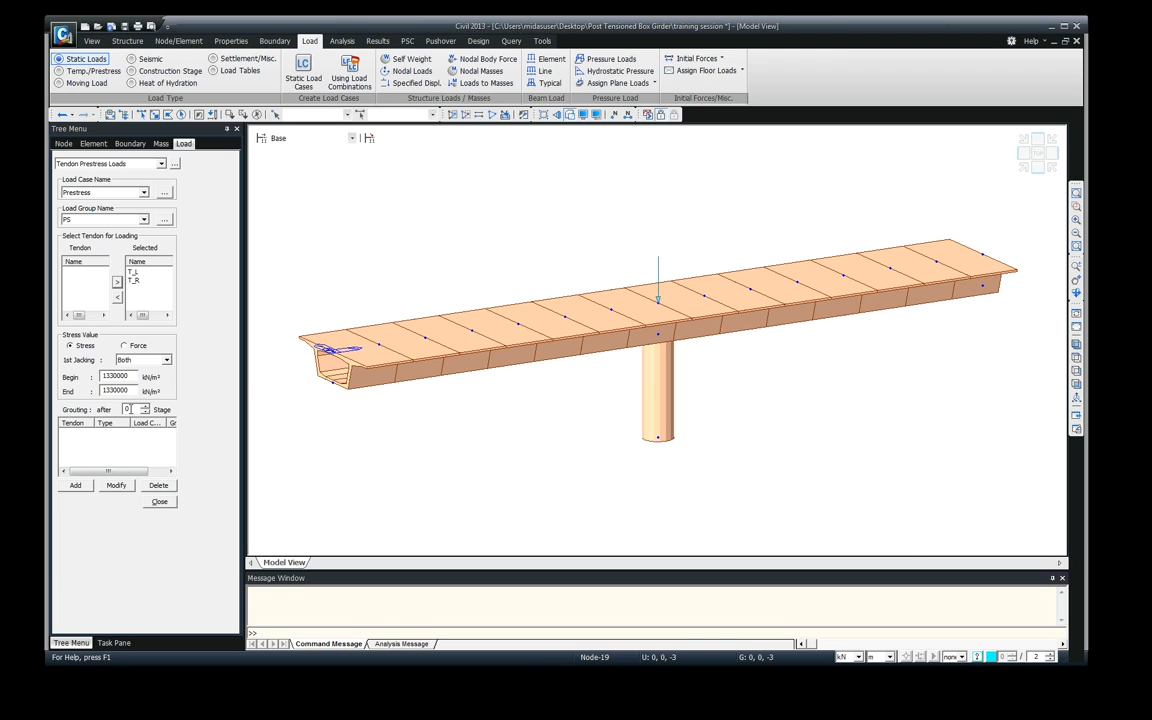 Civil 2013 - [C:\Users\midasuser\Desktop\Post Tensioned Box Girder\training session *] - [Model View]
View Structure Node/Element Properties Boundary Load Analysis Results PSC Pushover Design Query Tools Help
Static Loads Seismic Settlement/Misc.
Temp./Prestress Construction Stage Load Tables
Moving Load Heat of Hydration
Load Type
Static Load Cases
Using Load Combinations
Create Load Cases
Self Weight Nodal Body Force
Nodal Loads Nodal Masses
Specified Displ. Loads to Masses
Structure Loads / Masses
Element
Line
Typical
Beam Load
Pressure Loads
Hydrostatic Pressure
Assign Plane Loads
Pressure Load
Initial Forces
Assign Floor Loads
Initial Forces/Misc.
Tree Menu
Node Element Boundary Mass Load
Tendon Prestress Loads
...
Load Case Name
Prestress
...
Load Group Name
PS
...
Select Tendon for Loading
Tendon Selected
Name Name
T_L
T_R
>
<
Stress Value
Stress Force
1st Jacking : Both
Begin : 1330000 kN/m²
End : 1330000 kN/m²
Grouting : after 0 Stage
Tendon Type Load C... Gr
Add Modify Delete
Close
Tree Menu Task Pane
Base
TOP
Model View
Message Window
>>
Command Message Analysis Message
For Help, press F1 Node-19 U: 0, 0, -3 G: 0, 0, -3 kN m none ? 0 / 2